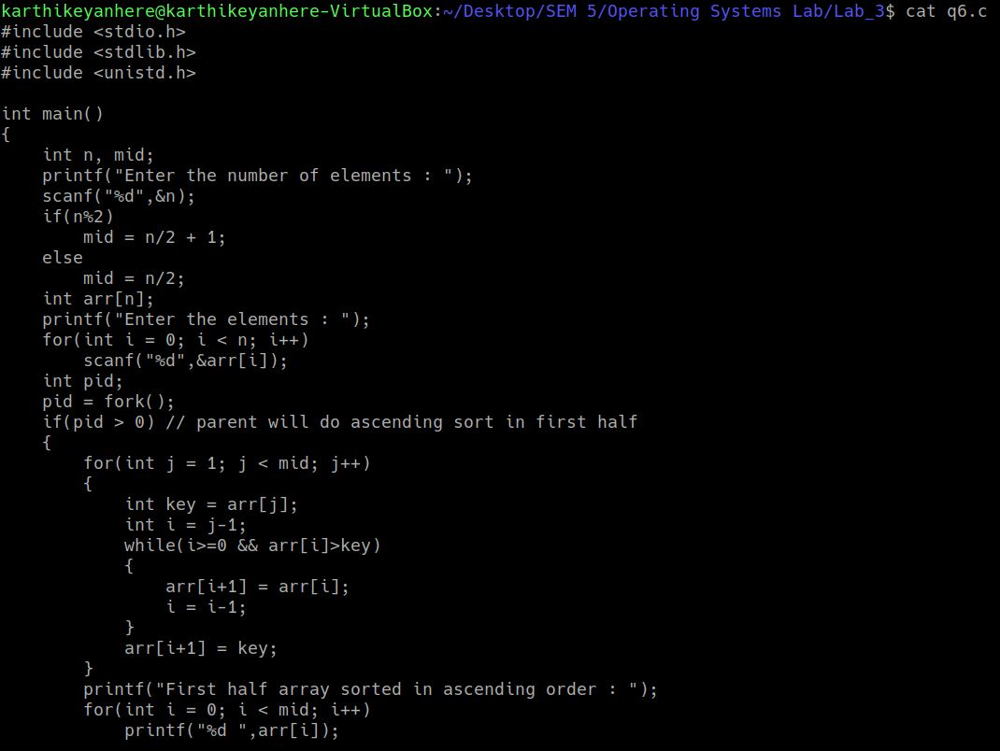 karthikeyanhere@karthikeyanhere-VirtualBox:~/Desktop/SEM 5/Operating Systems Lab/Lab_3$ cat q6.c
#include <stdio.h>
#include <stdlib.h>
#include <unistd.h>

int main()
{
    int n, mid;
    printf("Enter the number of elements : ");
    scanf("%d",&n);
    if(n%2)
        mid = n/2 + 1;
    else
        mid = n/2;
    int arr[n];
    printf("Enter the elements : ");
    for(int i = 0; i < n; i++)
        scanf("%d",&arr[i]);
    int pid;
    pid = fork();
    if(pid > 0) // parent will do ascending sort in first half
    {
        for(int j = 1; j < mid; j++)
        {
            int key = arr[j];
            int i = j-1;
            while(i>=0 && arr[i]>key)
            {
                arr[i+1] = arr[i];
                i = i-1;
            }
            arr[i+1] = key;
        }
        printf("First half array sorted in ascending order : ");
        for(int i = 0; i < mid; i++)
            printf("%d ",arr[i]);